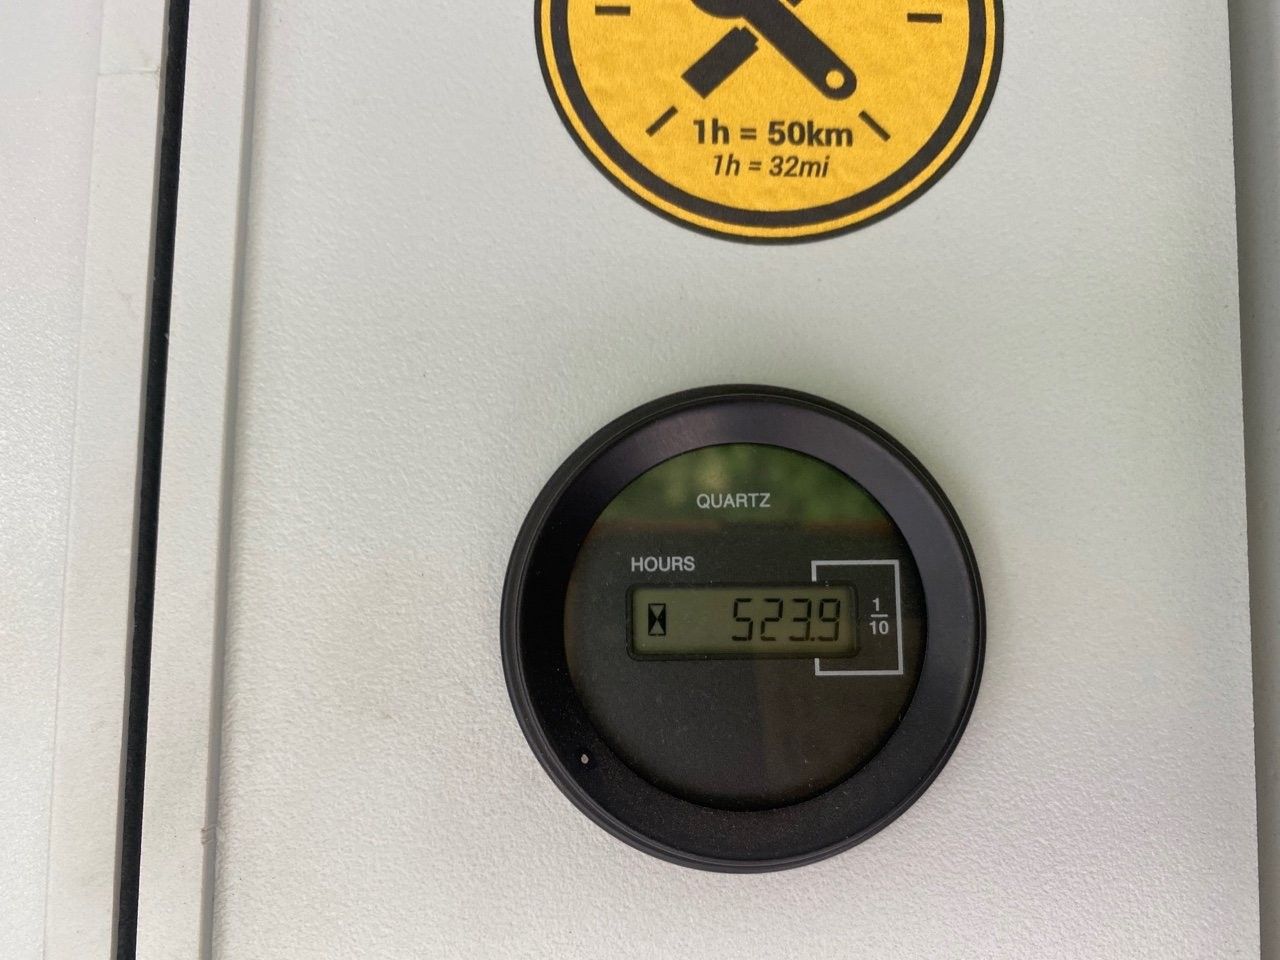 1h = 50km
1h = 32mi
QUARTZ
HOURS
523.9
1
10